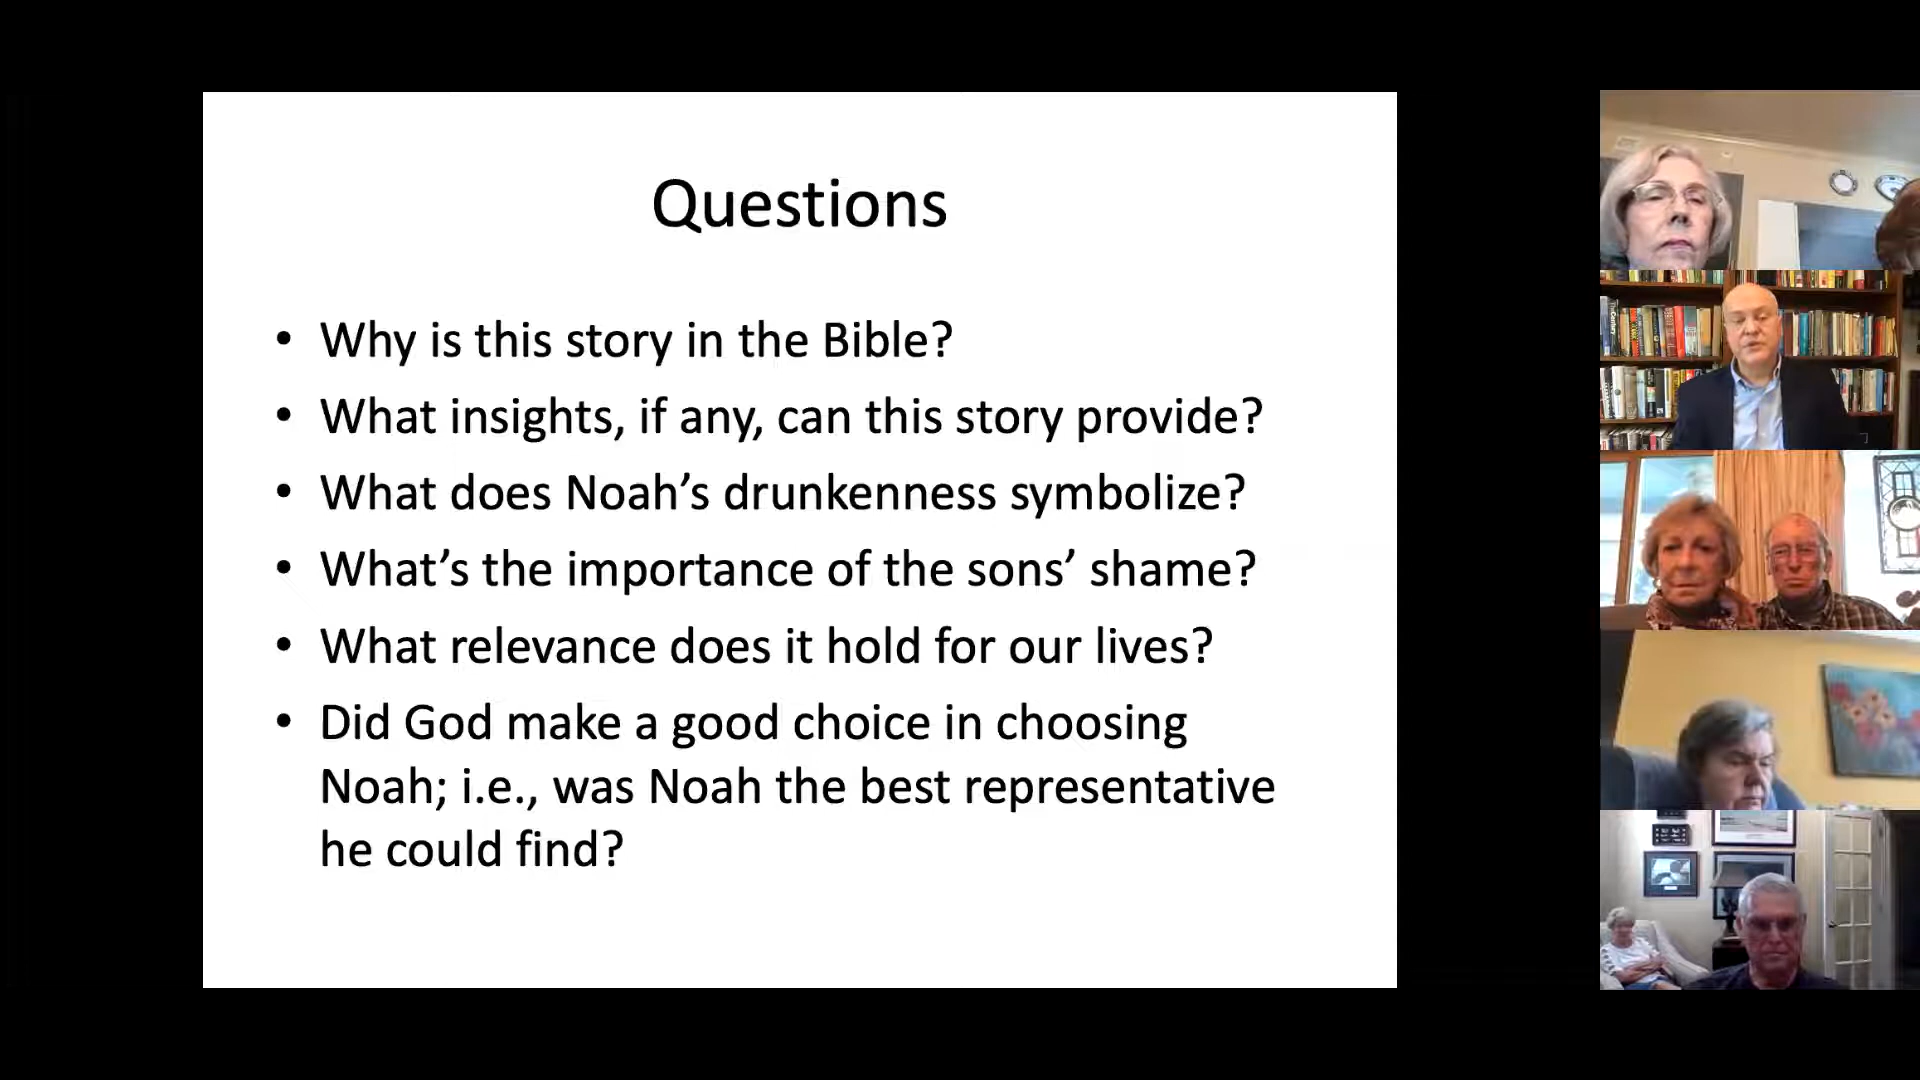 Questions
• Why is this story in the Bible?
• What insights, if any, can this story provide?
• What does Noah’s drunkenness symbolize?
• What’s the importance of the sons’ shame?
• What relevance does it hold for our lives?
• Did God make a good choice in choosing
Noah; i.e., was Noah the best representative
he could find?